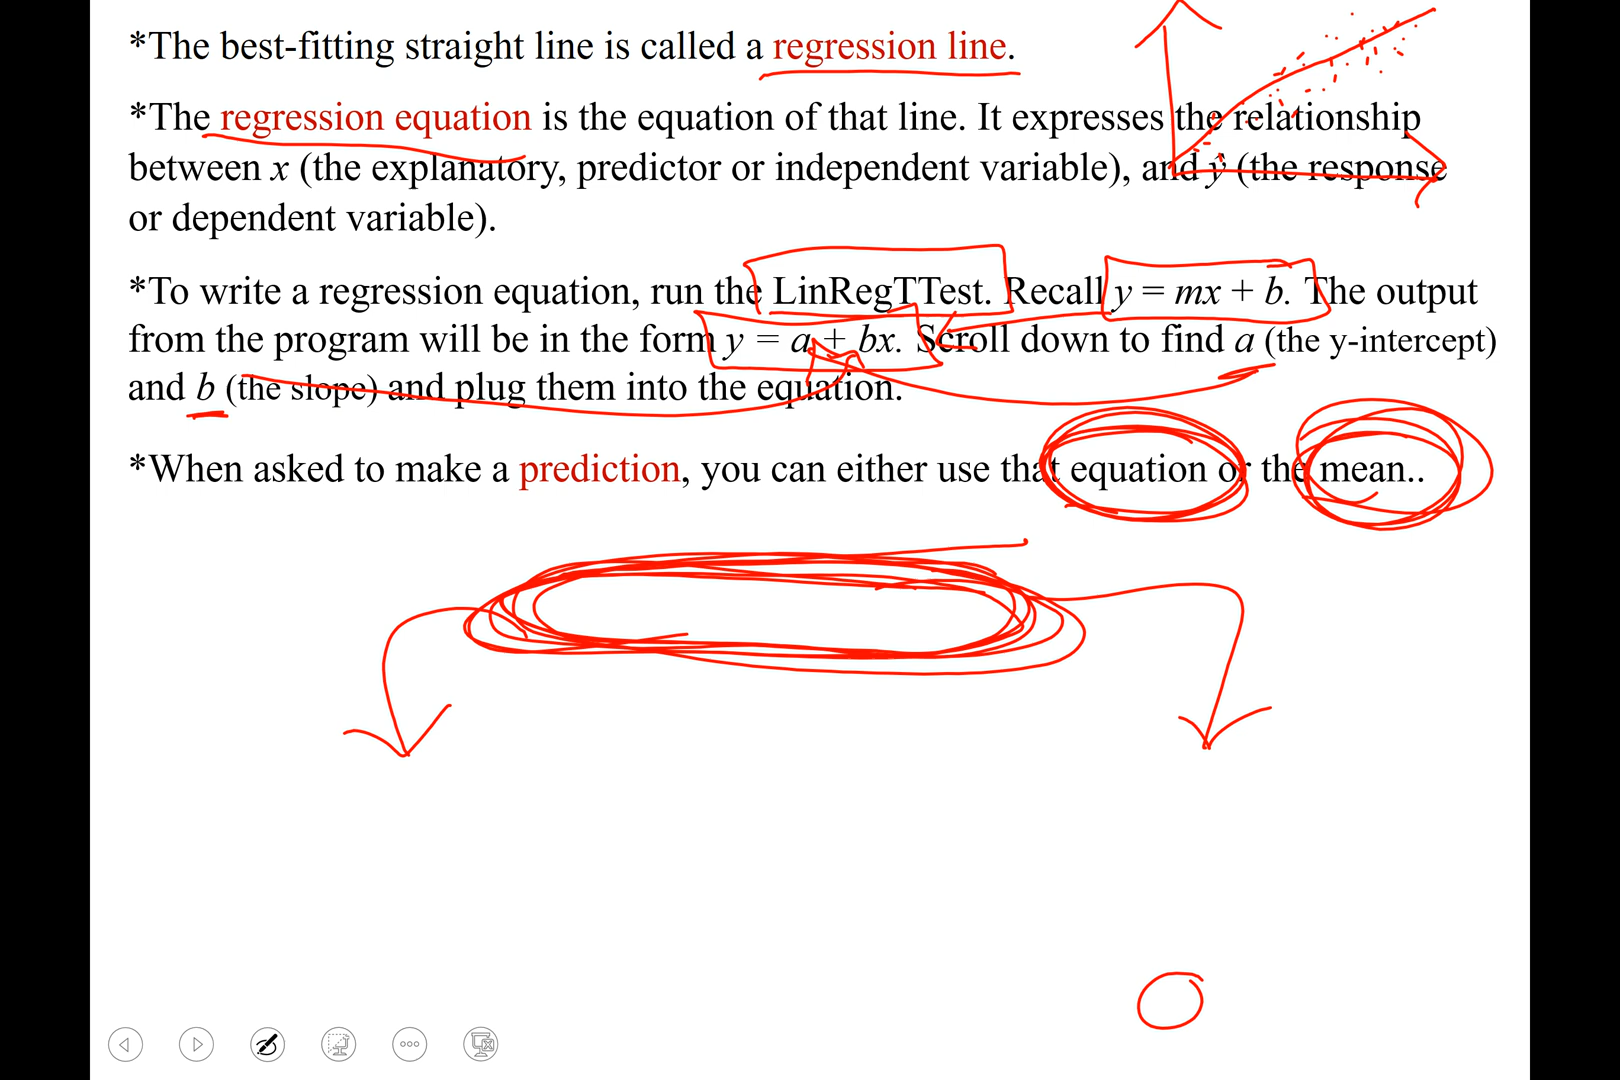 *The best-fitting straight line is called a regression line.
*The regression equation is the equation of that line. It expresses the relationship
between x (the explanatory, predictor or independent variable), and ŷ (the response
or dependent variable).
*To write a regression equation, run the LinRegTTest. Recall y = mx + b. The output
from the program will be in the form y = a + bx. Scroll down to find a (the y-intercept)
and b (the slope) and plug them into the equation.
*When asked to make a prediction, you can either use that equation or the mean..